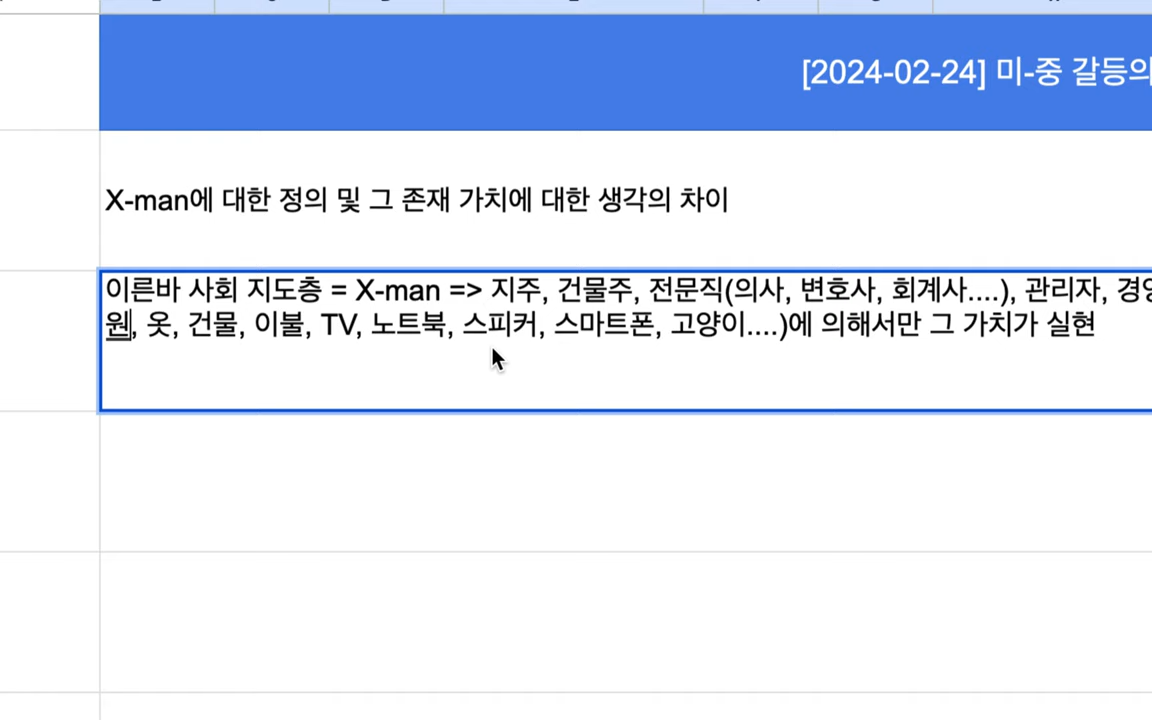 [2024-02-24] 미-중 갈등의
X-man에 대한 정의 및 그 존재 가치에 대한 생각의 차이
이른바 사회 지도층 = X-man => 지주, 건물주, 전문직(의사, 변호사, 회계사....), 관리자, 경영
원, 옷, 건물, 이불, TV, 노트북, 스피커, 스마트폰, 고양이....)에 의해서만 그 가치가 실현